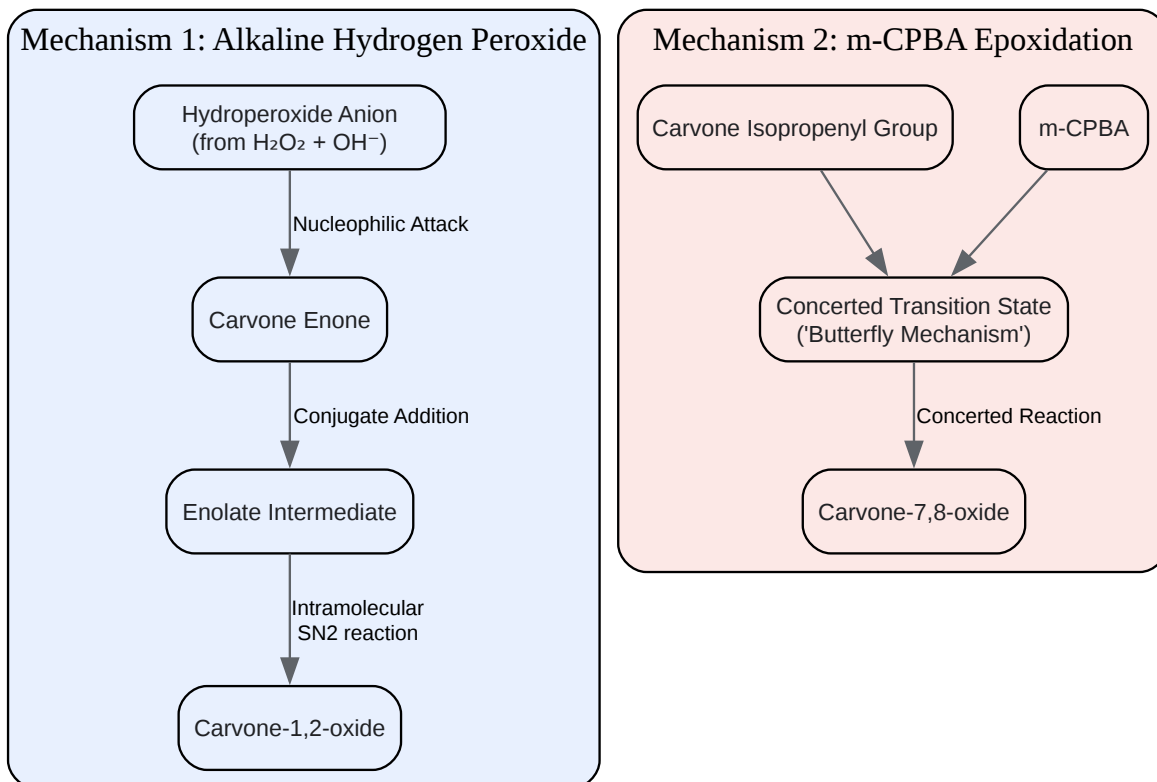 Mechanism 1: Alkaline Hydrogen Peroxide
Hydroperoxide Anion
(from H₂O₂ + OH⁻)
Nucleophilic Attack
Carvone Enone
Conjugate Addition
Enolate Intermediate
Intramolecular
SN2 reaction
Carvone-1,2-oxide
Mechanism 2: m-CPBA Epoxidation
Carvone Isopropenyl Group
m-CPBA
Concerted Transition State
('Butterfly Mechanism')
Concerted Reaction
Carvone-7,8-oxide